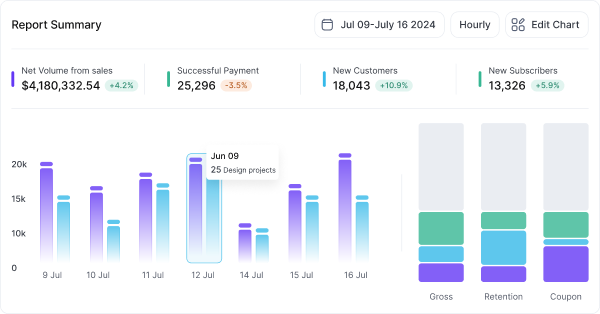 Report Summary
Jul 09-July 16 2024
Hourly
Edit Chart
Net Volume from sales
$4,180,332.54 +4.2%
Successful Payment
25,296 -3.5%
New Customers
18,043 +10.9%
New Subscribers
13,326 +5.9%
Jun 09
25 Design projects
20k
15k
10k
0
9 Jul
10 Jul
11 Jul
12 Jul
14 Jul
15 Jul
16 Jul
Gross
Retention
Coupon